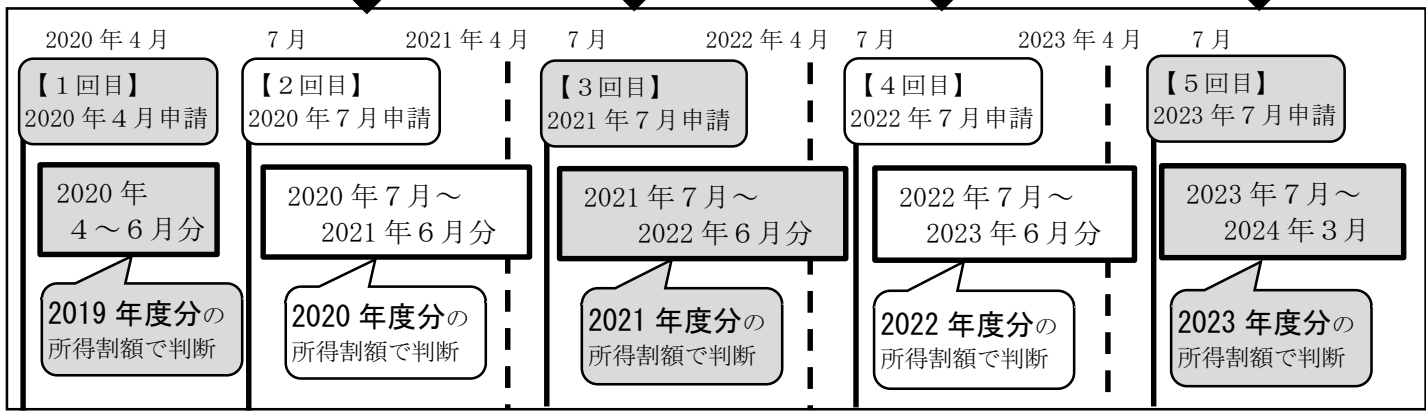 2020年4月 7月 2021年4月 7月 2022年4月 7月 2023年4月 7月
【1回目】
2020年4月申請
【2回目】
2020年7月申請
【3回目】
2021年7月申請
【4回目】
2022年7月申請
【5回目】
2023年7月申請
2020年
4～6月分
2020年7月～
2021年6月分
2021年7月～
2022年6月分
2022年7月～
2023年6月分
2023年7月～
2024年3月
2019年度分の
所得割額で判断
2020年度分の
所得割額で判断
2021年度分の
所得割額で判断
2022年度分の
所得割額で判断
2023年度分の
所得割額で判断